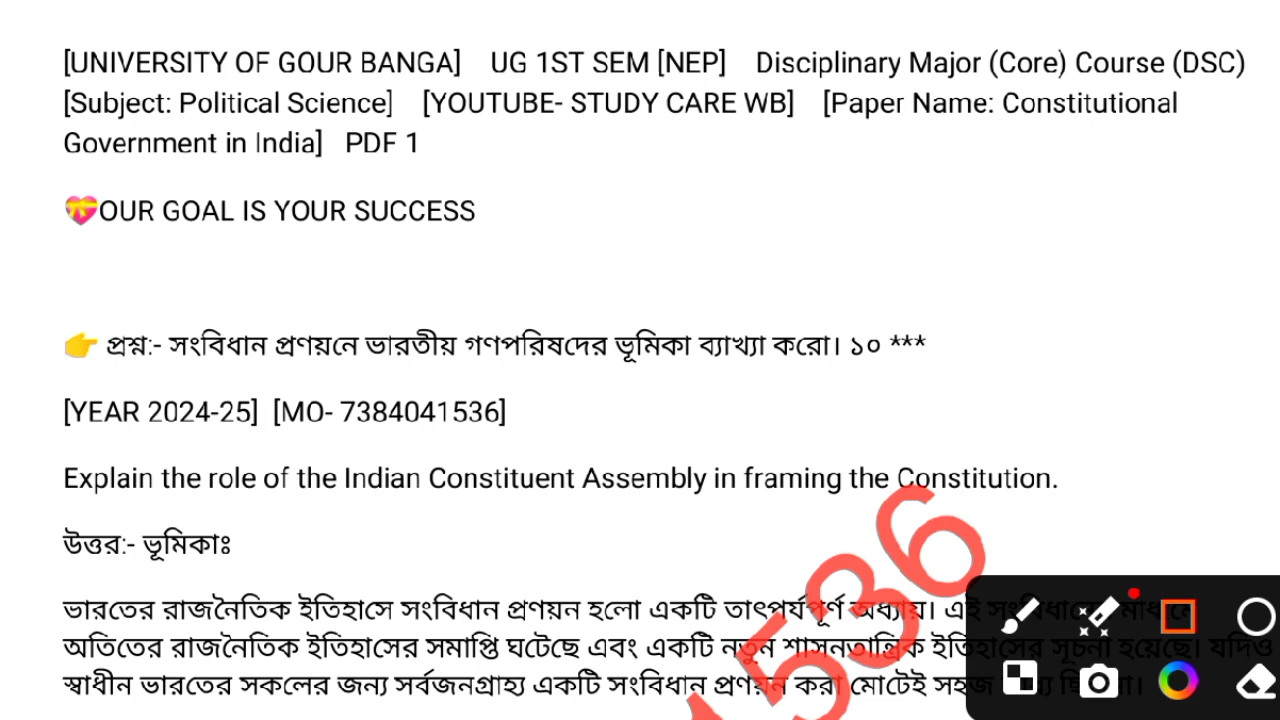 [UNIVERSITY OF GOUR BANGA] UG 1ST SEM [NEP] Disciplinary Major (Core) Course (DSC)
[Subject: Political Science] [YOUTUBE- STUDY CARE WB] [Paper Name: Constitutional
Government in India] PDF 1
💝OUR GOAL IS YOUR SUCCESS
👉 প্রশ্ন:- সংবিধান প্রণয়নে ভারতীয় গণপরিষদের ভূমিকা ব্যাখ্যা করো। ১০ ***
[YEAR 2024-25] [MO- 7384041536]
Explain the role of the Indian Constituent Assembly in framing the Constitution.
উত্তর:- ভূমিকাঃ
ভারতের রাজনৈতিক ইতিহাসে সংবিধান প্রণয়ন হলো একটি তাৎপর্যপূর্ণ অধ্যায়। এই সংবিধানের মাধ্যমে
অতিতের রাজনৈতিক ইতিহাসের সমাপ্তি ঘটেছে এবং একটি নতুন শাসনতান্ত্রিক ইতিহাসের সূচনা হয়েছে। যদিও
স্বাধীন ভারতের সকলের জন্য সর্বজনগ্রাহ্য একটি সংবিধান প্রণয়ন করা মোটেই সহজ
1536